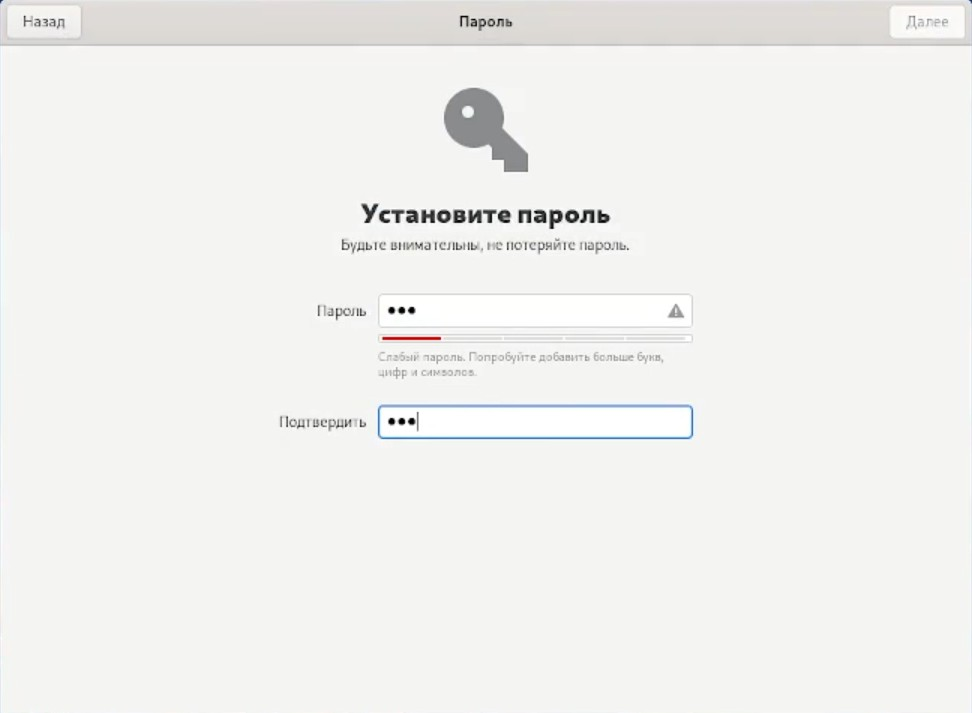 Назад
Пароль
Далее
Установите пароль
Будьте внимательны, не потеряйте пароль.
Пароль
Слабый пароль. Попробуйте добавить больше букв,
цифр и символов.
Подтвердить